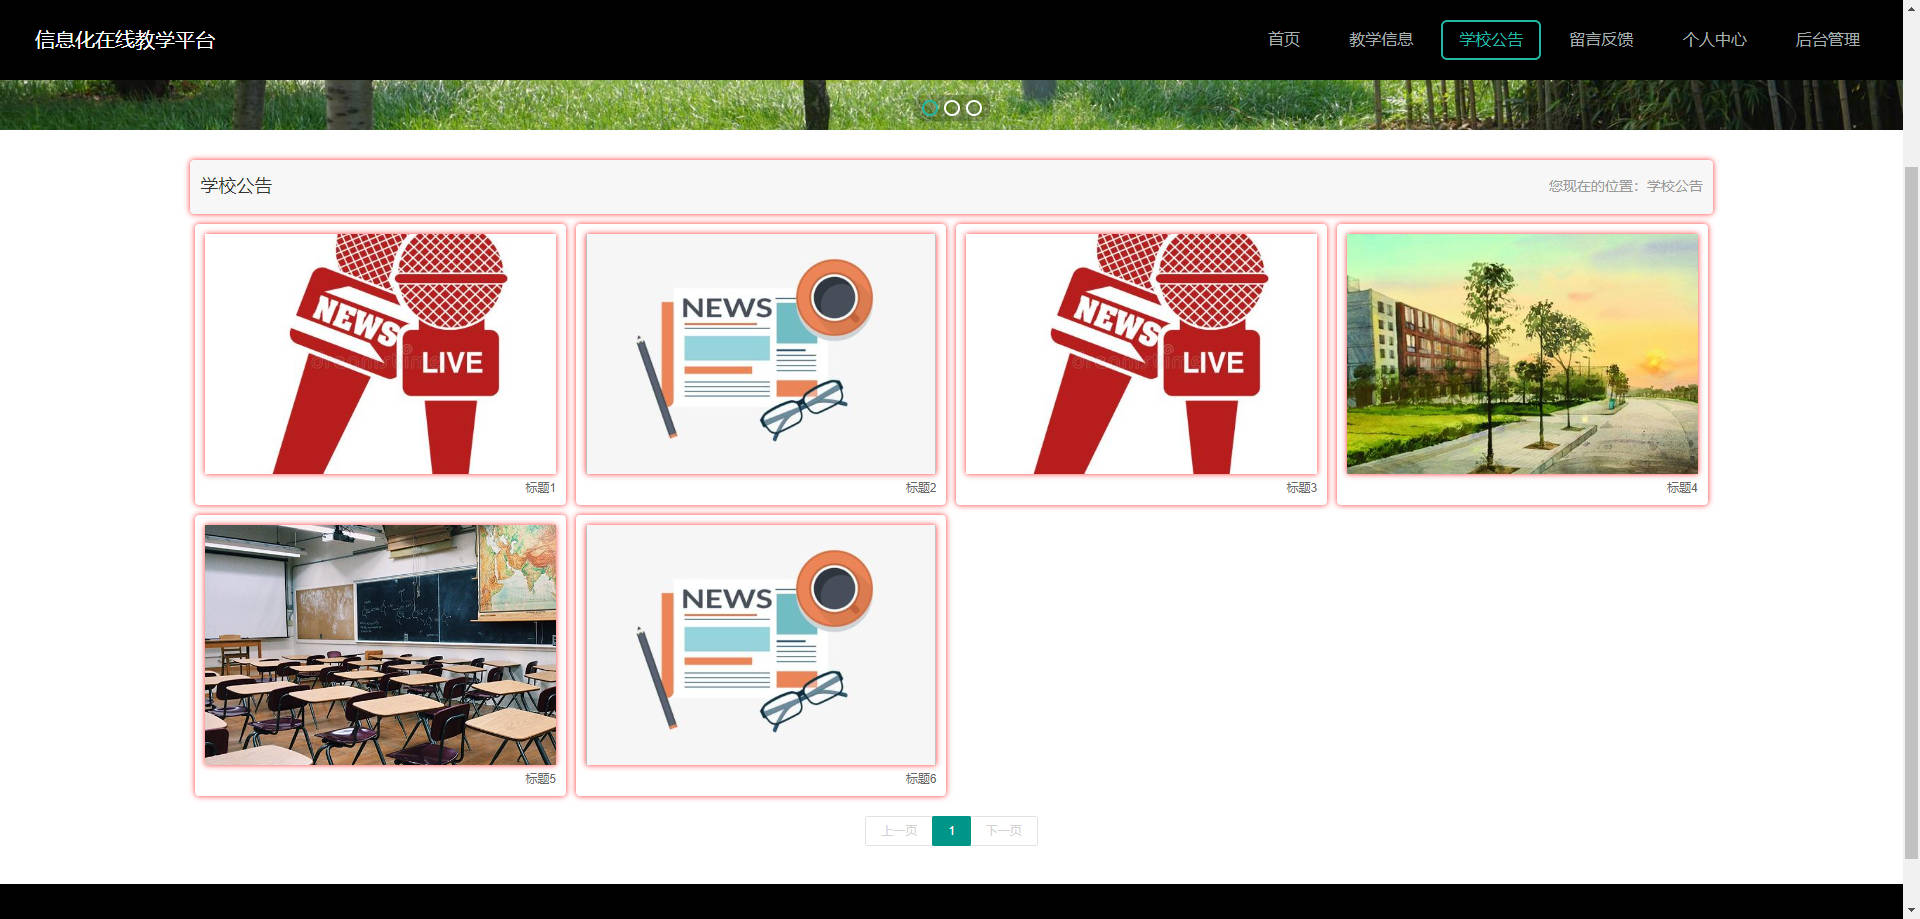 信息化在线教学平台
首页 教学信息 学校公告 留言反馈 个人中心 后台管理
学校公告
您现在的位置：学校公告
NEWS
LIVE
标题1
NEWS
标题2
NEWS
LIVE
标题3
标题4
标题5
NEWS
标题6
上一页 1 下一页